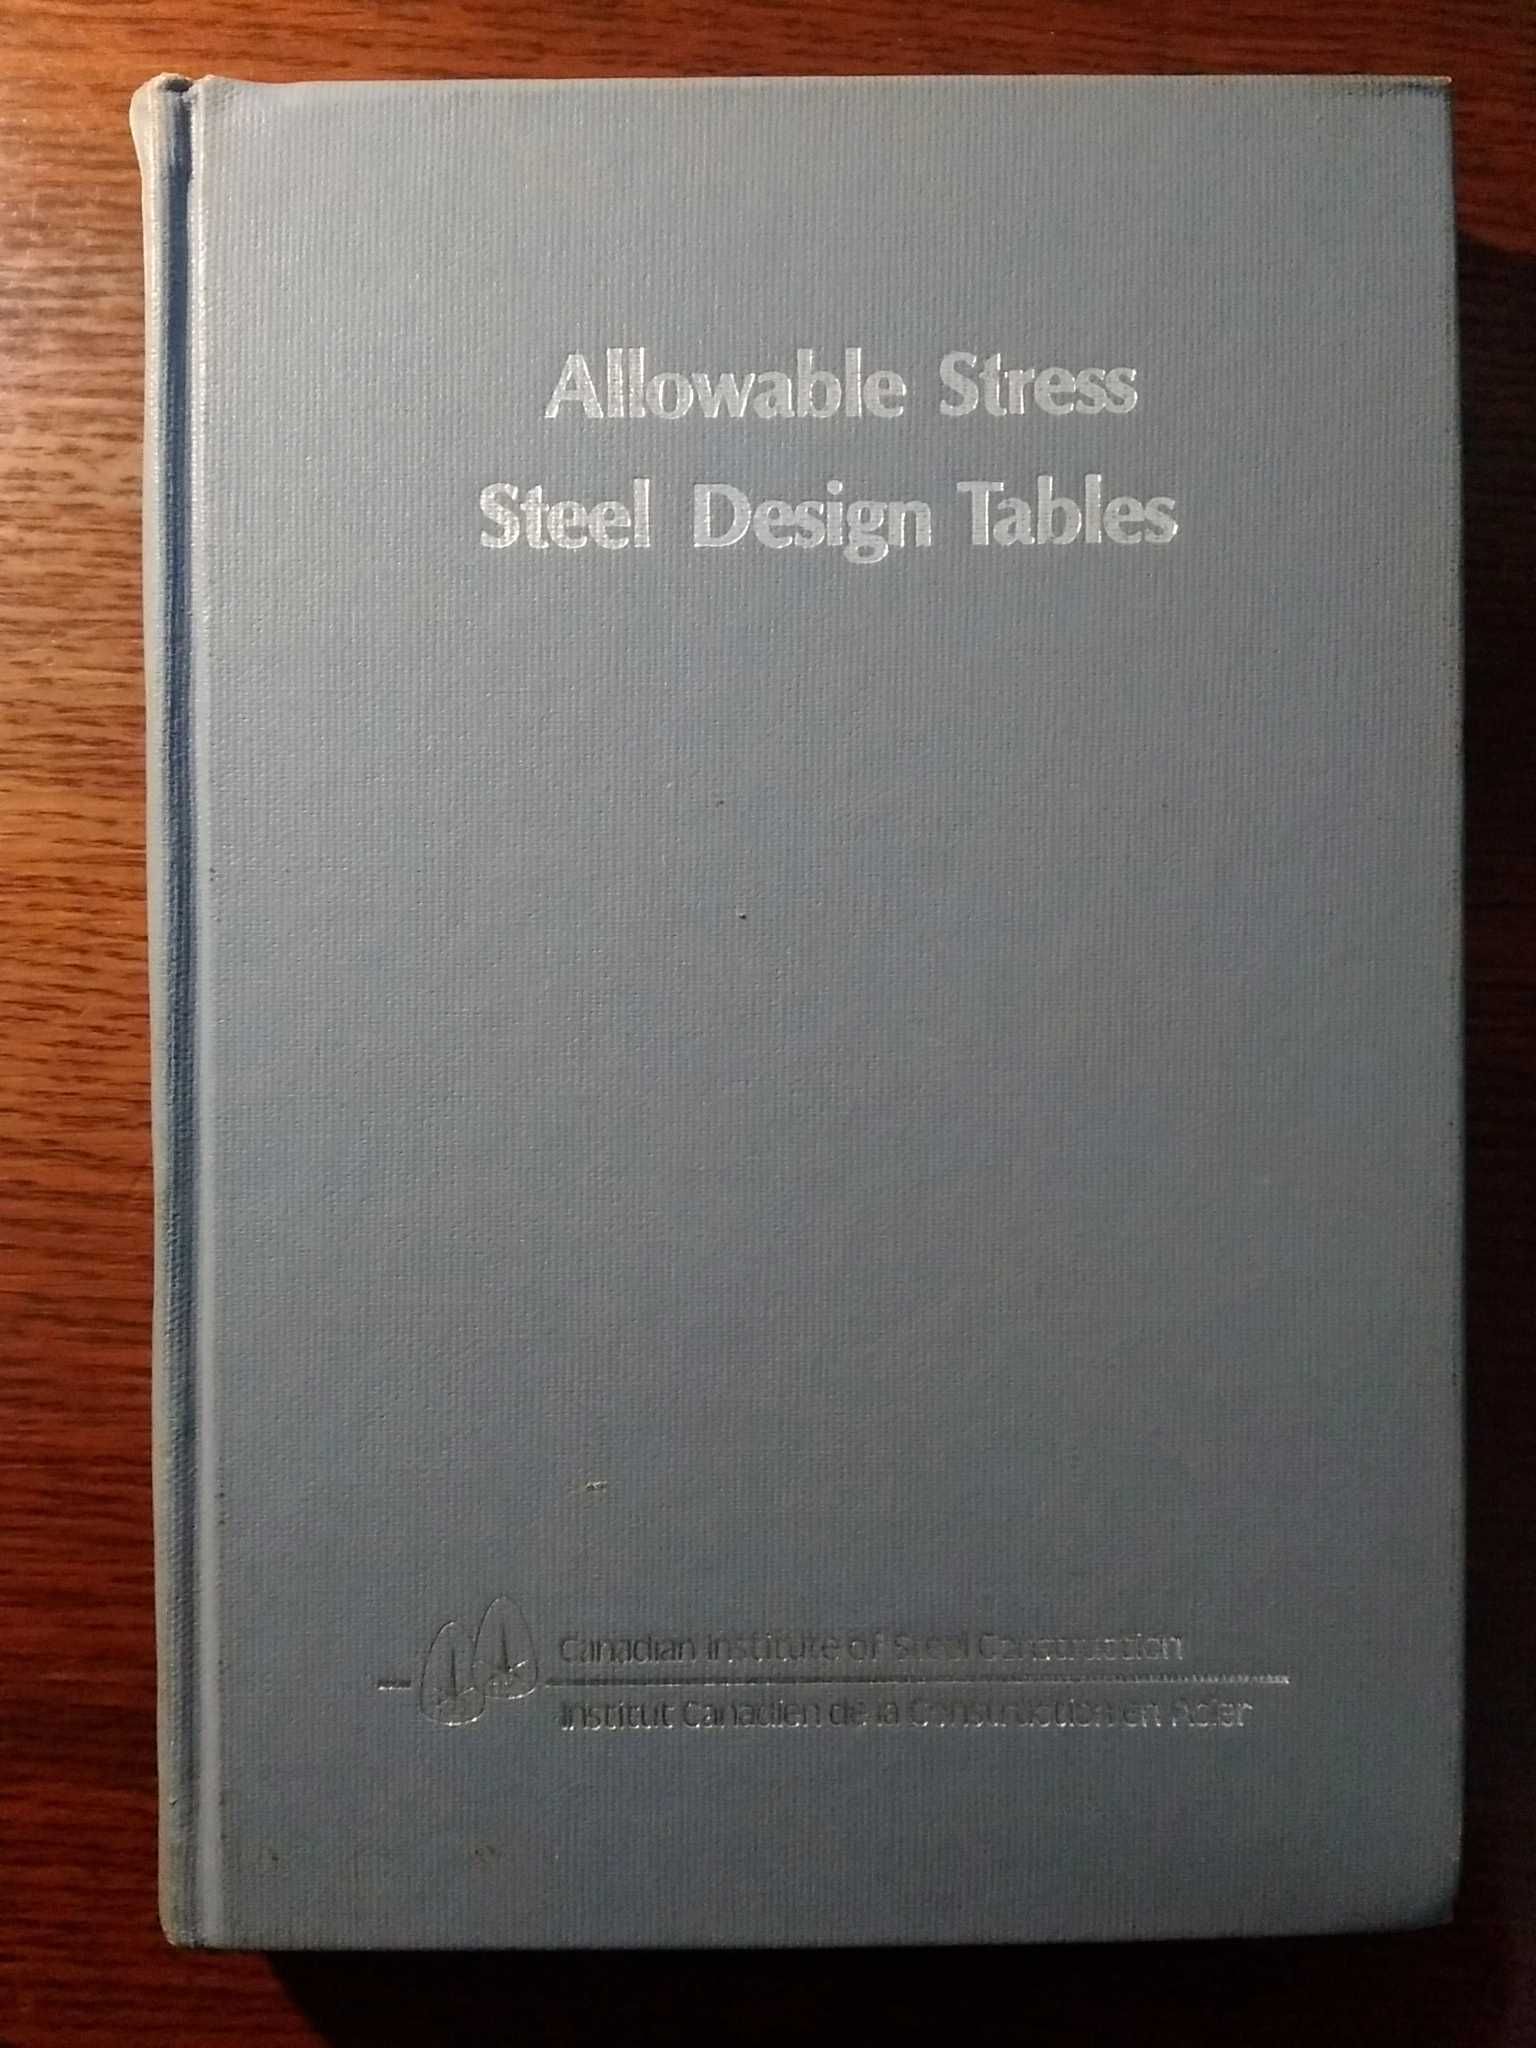 Allowable Stress
Steel Design Tables
Canadian Institute of Steel Construction
Institut Canadien de la Construction en Acier